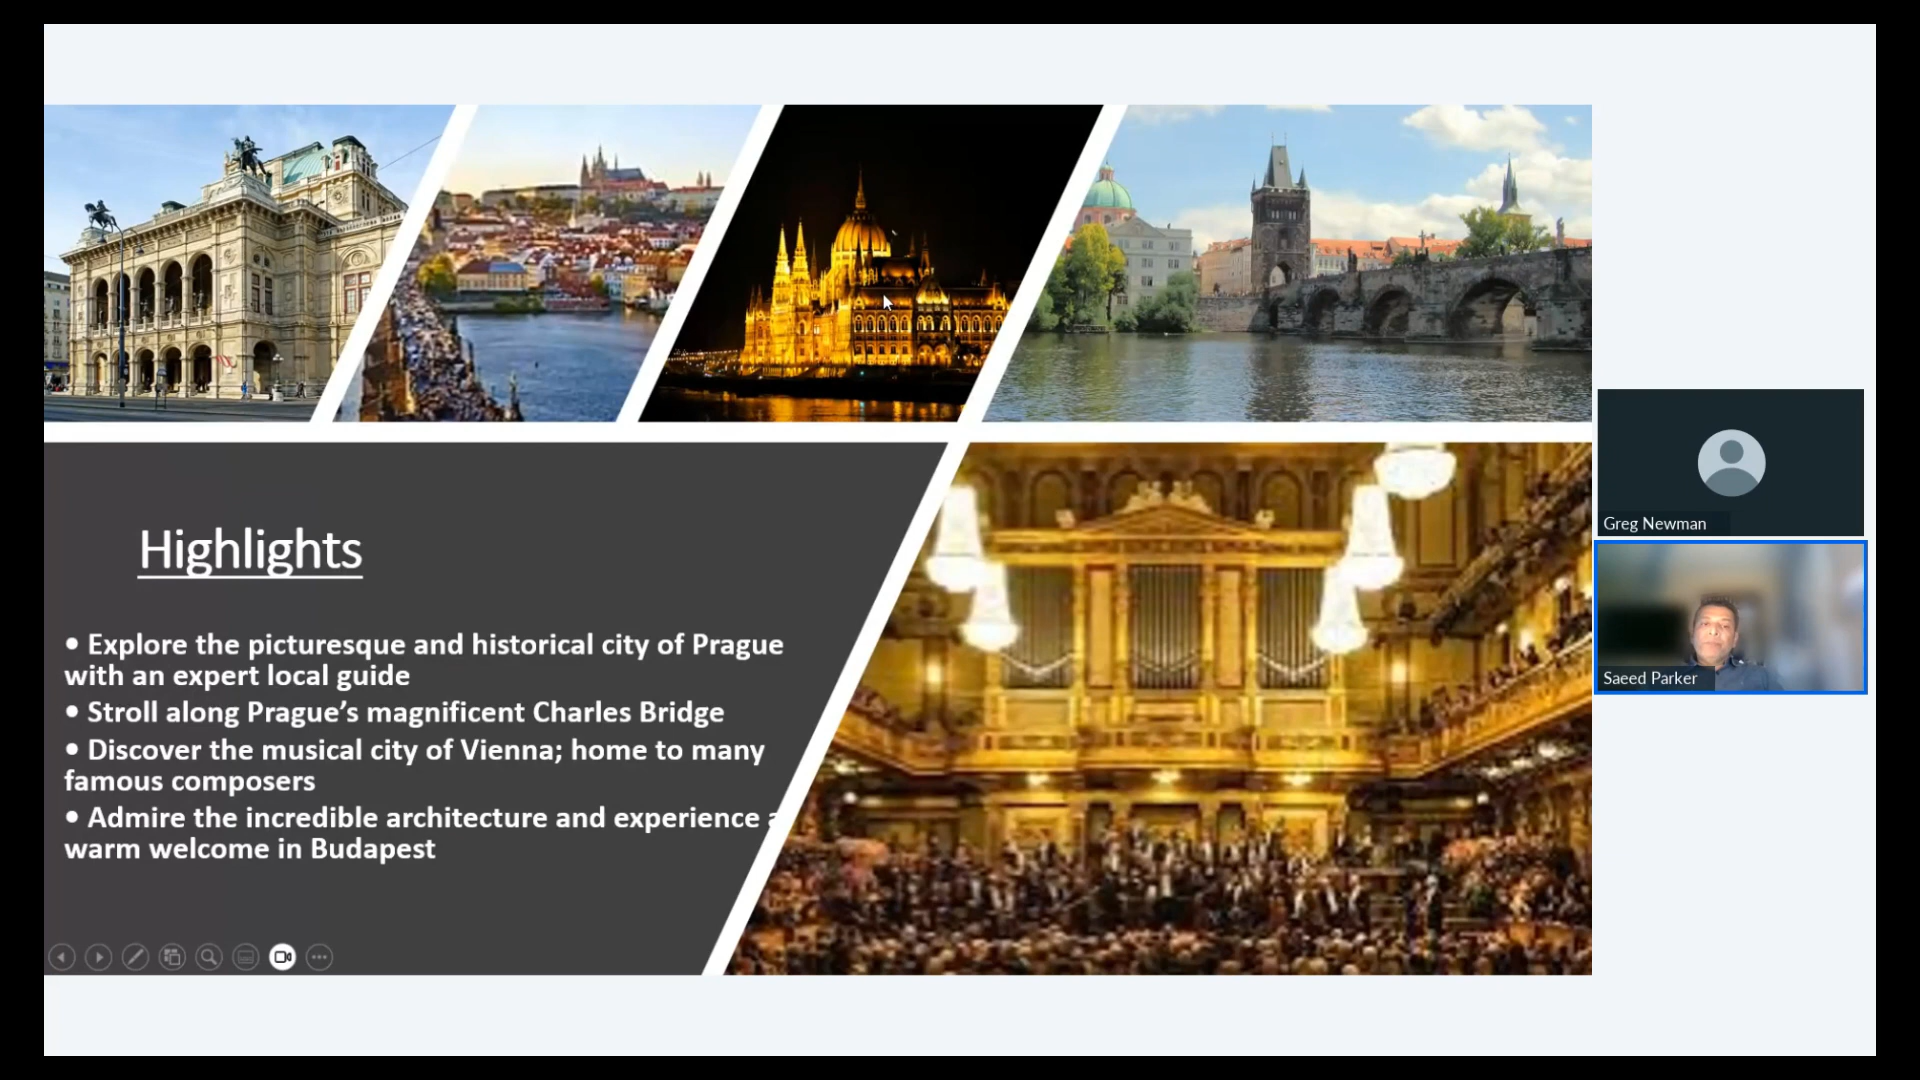 Highlights
• Explore the picturesque and historical city of Prague
with an expert local guide
• Stroll along Prague’s magnificent Charles Bridge
• Discover the musical city of Vienna; home to many
famous composers
• Admire the incredible architecture and experience a
warm welcome in Budapest
Greg Newman
Saeed Parker